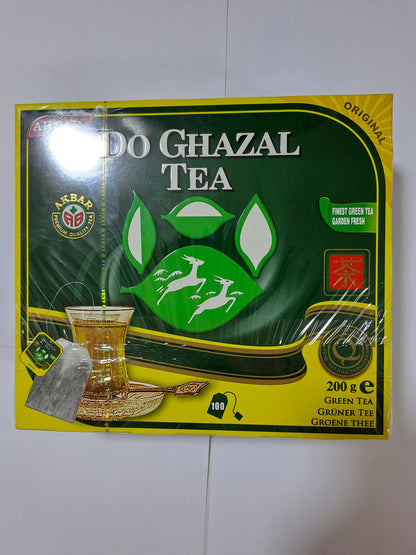 ORIGINAL
DO GHAZAL
TEA
AKBAR
PREMIUM QUALITY TEA
FINEST GREEN TEA
GARDEN FRESH
茶
100
200 g e
GREEN TEA
GRÜNER TEE
GROENE THEE